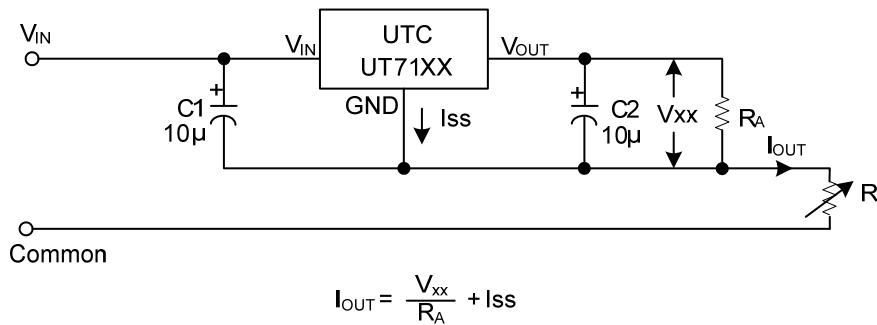 VIN
VIN
UTC
UT71XX
VOUT
GND
Iss
C1
10µ
C2
10µ
Vxx
RA
IOUT
R
Common
IOUT = Vxx / RA + Iss